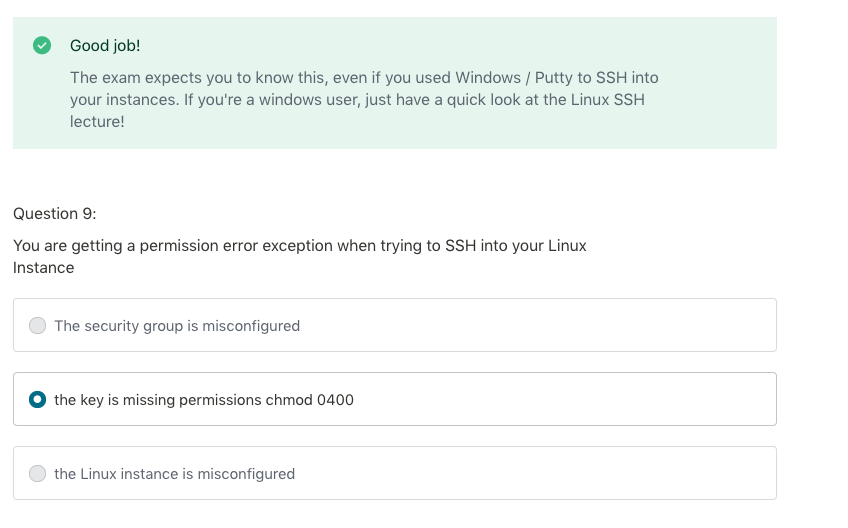 Good job!
The exam expects you to know this, even if you used Windows / Putty to SSH into
your instances. If you're a windows user, just have a quick look at the Linux SSH
lecture!
Question 9:
You are getting a permission error exception when trying to SSH into your Linux
Instance
The security group is misconfigured
the key is missing permissions chmod 0400
the Linux instance is misconfigured